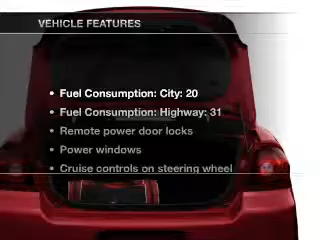 VEHICLE FEATURES
• Fuel Consumption: City: 20
• Fuel Consumption: Highway: 31
• Remote power door locks
• Power windows
• Cruise controls on steering wheel